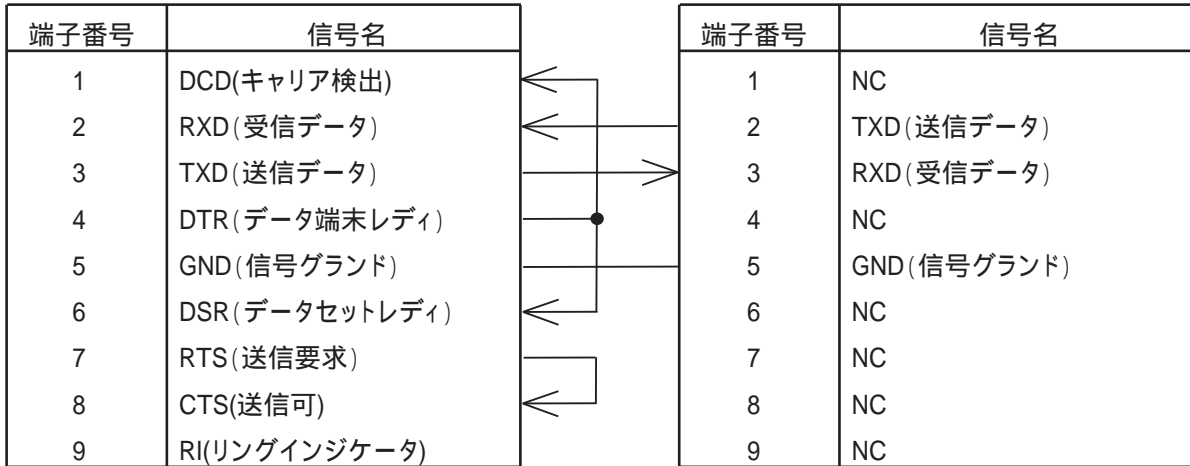 端子番号 信号名 端子番号 信号名
1 DCD(キャリア検出) 1 NC
2 RXD(受信データ) 2 TXD(送信データ)
3 TXD(送信データ) 3 RXD(受信データ)
4 DTR(データ端末レディ) 4 NC
5 GND(信号グランド) 5 GND(信号グランド)
6 DSR(データセットレディ) 6 NC
7 RTS(送信要求) 7 NC
8 CTS(送信可) 8 NC
9 RI(リングインジケータ) 9 NC